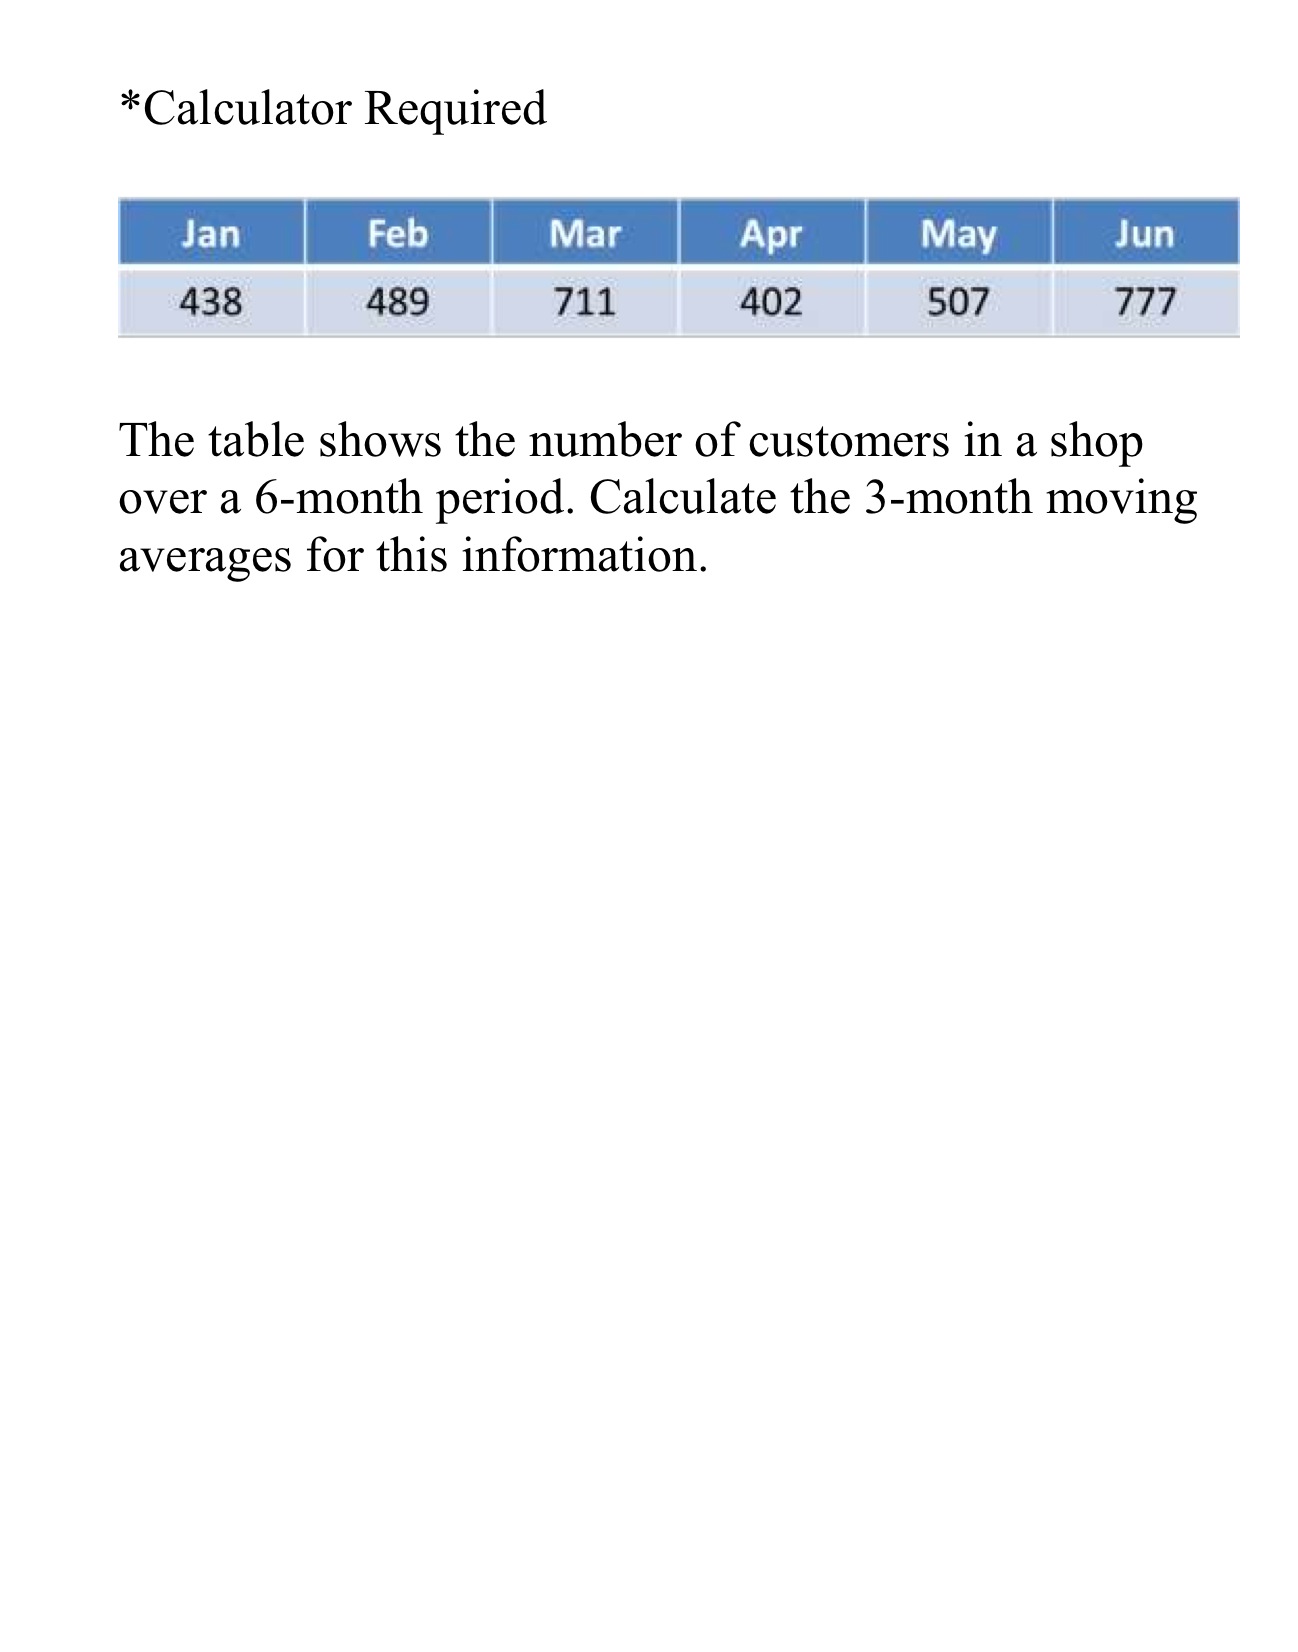 *Calculator Required
Jan Feb Mar Apr May Jun
438 489 711 402 507 777
The table shows the number of customers in a shop
over a 6-month period. Calculate the 3-month moving
averages for this information.